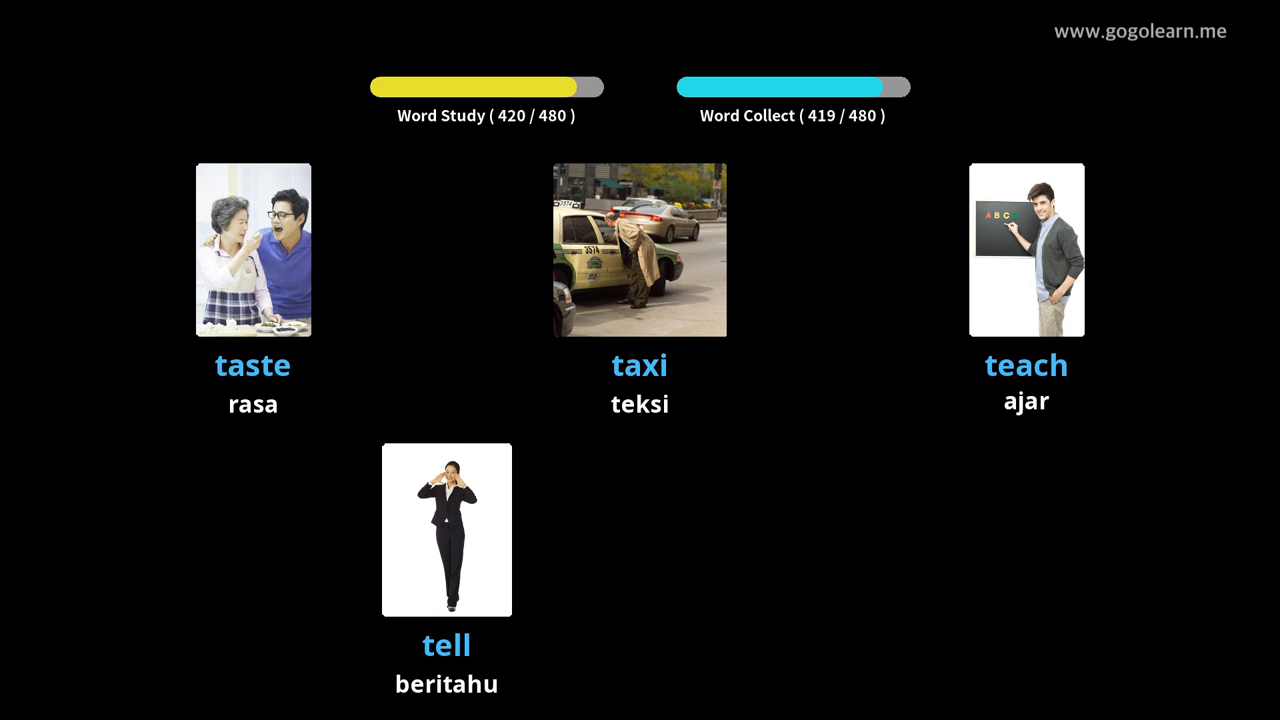 www.gogolearn.me
Word Study ( 420 / 480 )
Word Collect ( 419 / 480 )
3574
A B C D
taste
taxi
teach
rasa
teksi
ajar
tell
beritahu